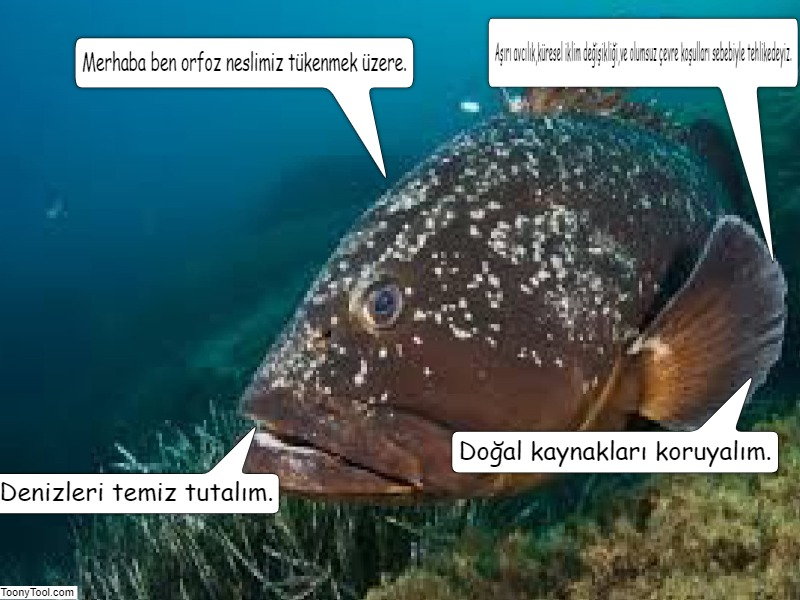 Merhaba ben orfoz neslimiz tükenmek üzere.
Aşırı avcılık,küresel iklim değişikliği,ve olunsuz çevre koşulları sebebiyle tehlikedeyiz.
Doğal kaynakları koruyalım.
Denizleri temiz tutalım.
ToonyTool.com